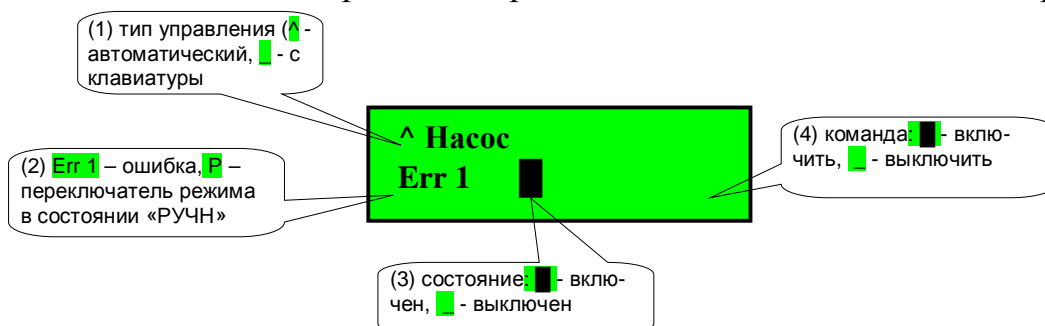 (1) тип управления (^ -
автоматический, _ - с
клавиатуры
^ Насос
Err 1 █
(2) Err 1 – ошибка, Р –
переключатель режима
в состоянии «РУЧН»
(4) команда: █ - вклю-
чить, _ - выключить
(3) состояние: █ - вклю-
чен, _ - выключен